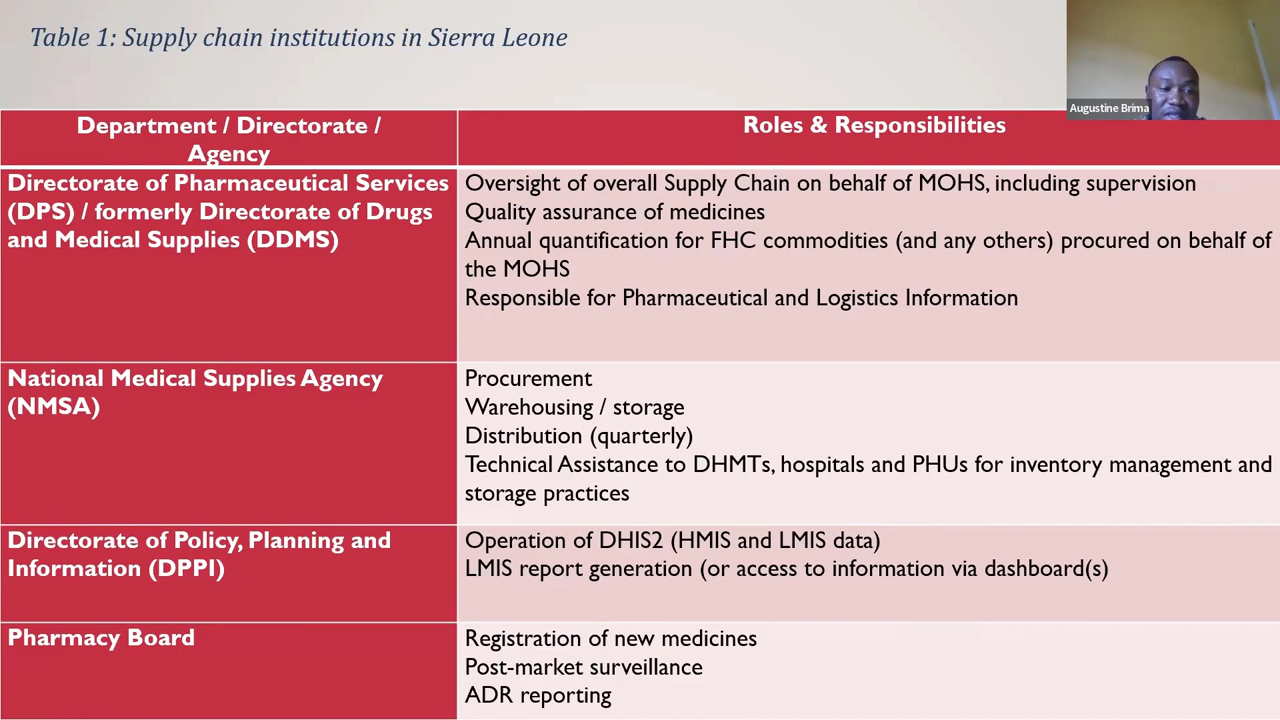 Table 1: Supply chain institutions in Sierra Leone
Augustine Brima
Department / Directorate /
Agency
Roles & Responsibilities
Directorate of Pharmaceutical Services
(DPS) / formerly Directorate of Drugs
and Medical Supplies (DDMS)
Oversight of overall Supply Chain on behalf of MOHS, including supervision
Quality assurance of medicines
Annual quantification for FHC commodities (and any others) procured on behalf of
the MOHS
Responsible for Pharmaceutical and Logistics Information
National Medical Supplies Agency
(NMSA)
Procurement
Warehousing / storage
Distribution (quarterly)
Technical Assistance to DHMTs, hospitals and PHUs for inventory management and
storage practices
Directorate of Policy, Planning and
Information (DPPI)
Operation of DHIS2 (HMIS and LMIS data)
LMIS report generation (or access to information via dashboard(s)
Pharmacy Board
Registration of new medicines
Post-market surveillance
ADR reporting